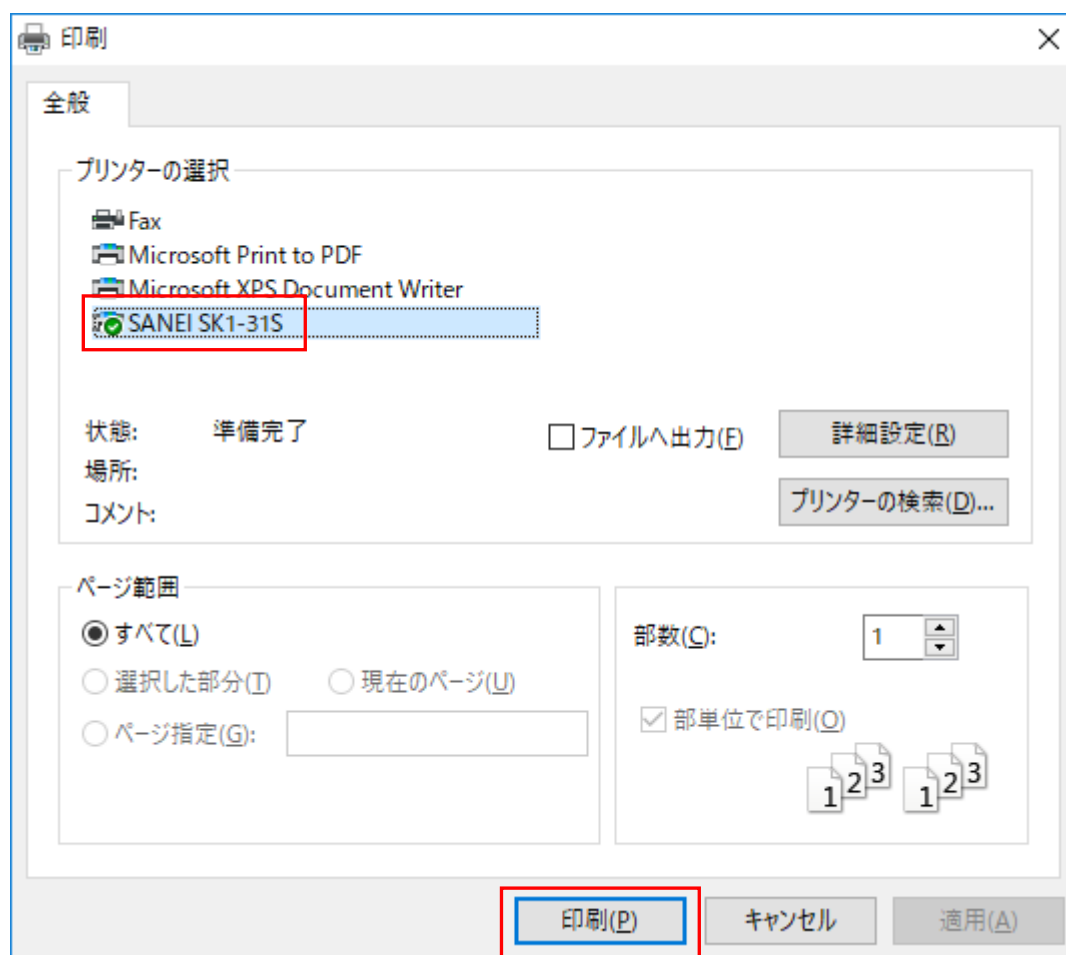 印刷
全般
プリンターの選択
Fax
Microsoft Print to PDF
Microsoft XPS Document Writer
SANEI SK1-31S
状態: 準備完了
ファイルへ出力(F) 詳細設定(R)
場所:
プリンターの検索(D)...
コメント:
ページ範囲
すべて(L)
部数(C): 1
選択した部分(T) 現在のページ(U)
部単位で印刷(O)
ページ指定(G):
1 2 3 1 2 3
印刷(P) キャンセル 適用(A)